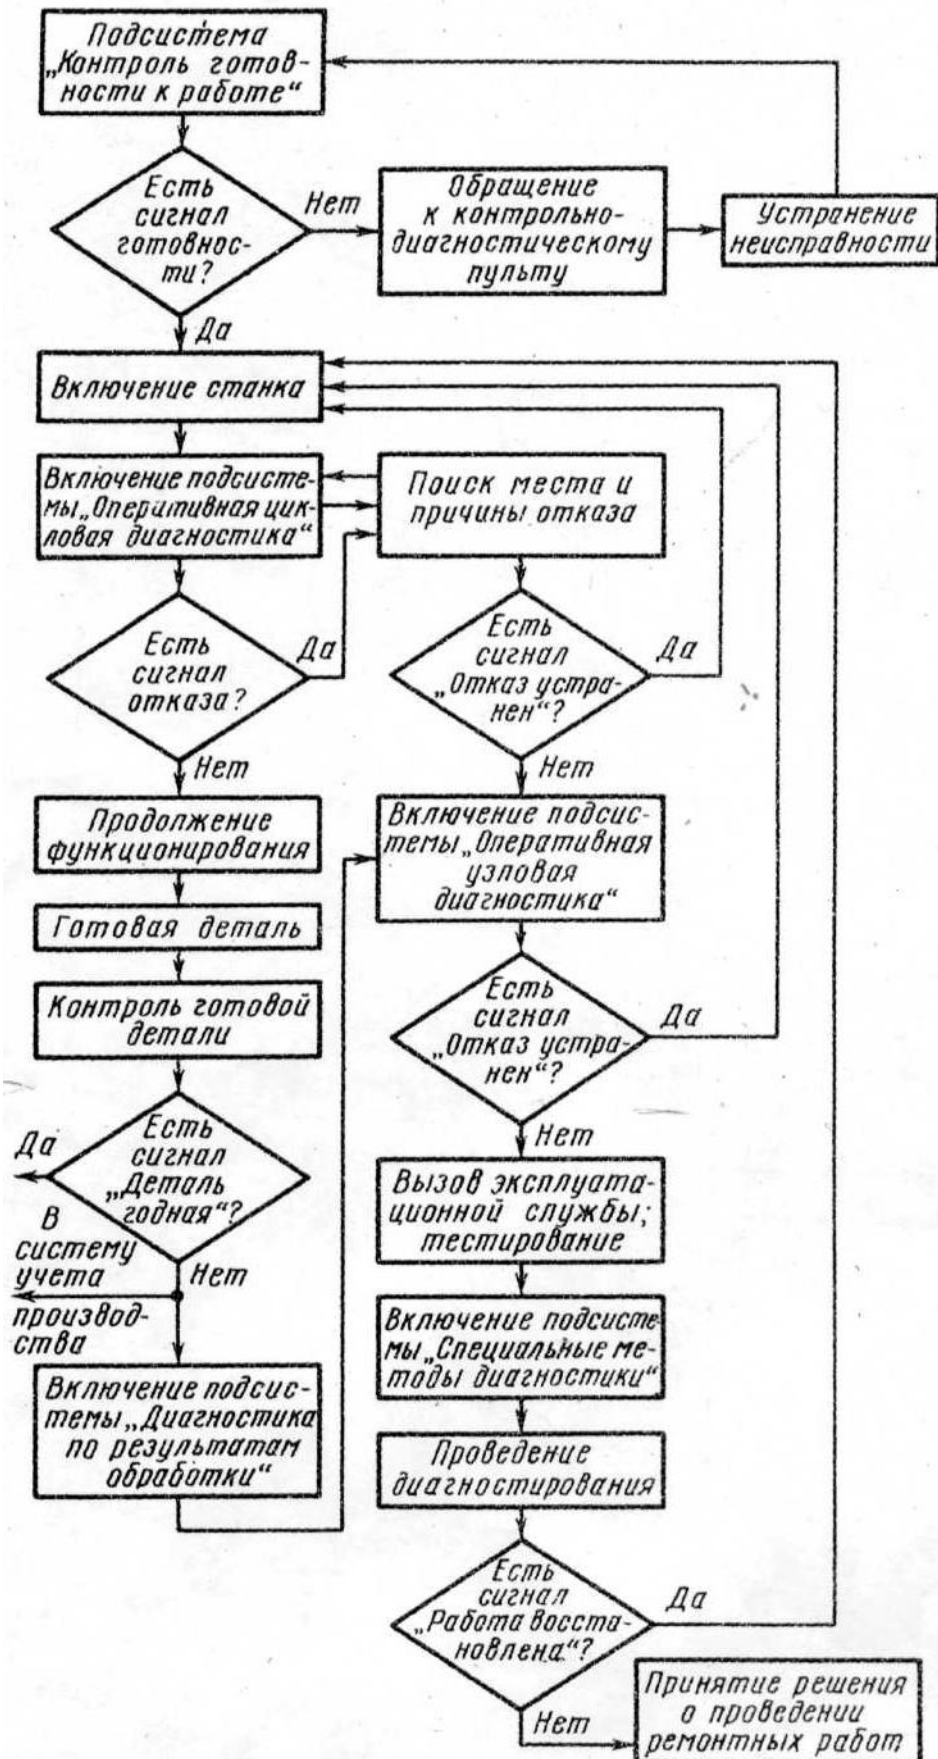 Подсистема
„Контроль готов-
ности к работе“
Есть
сигнал
готовнос-
ти?
Нет
Обращение
к контрольно-
диагностическому
пульту
Устранение
неисправности
Да
Включение станка
Включение подсисте-
мы„Оперативная цик-
ловая диагностика“
Поиск места и
причины отказа
Есть
сигнал
отказа?
Да
Есть
сигнал
„Отказ устра-
нен“?
Да
Нет
Нет
Продолжение
функционирования
Включение подсис-
темы„Оперативная
узловая
диагностика“
Готовая деталь
Контроль готовой
детали
Есть
сигнал
„Отказ устра-
нен“?
Да
Нет
Есть
сигнал
„Деталь
годная“?
Да
В
систему
учета
производ-
ства
Нет
Вызов эксплуата-
ционной службы;
тестирование
Включение подсисте-
мы„Специальные ме-
тоды диагностики“
Включение подсис-
темы„Диагностика
по результатам
обработки“
Проведение
диагностирования
Есть
сигнал
„Работа восста-
новлена“?
Да
Нет
Принятие решения
о проведении
ремонтных работ